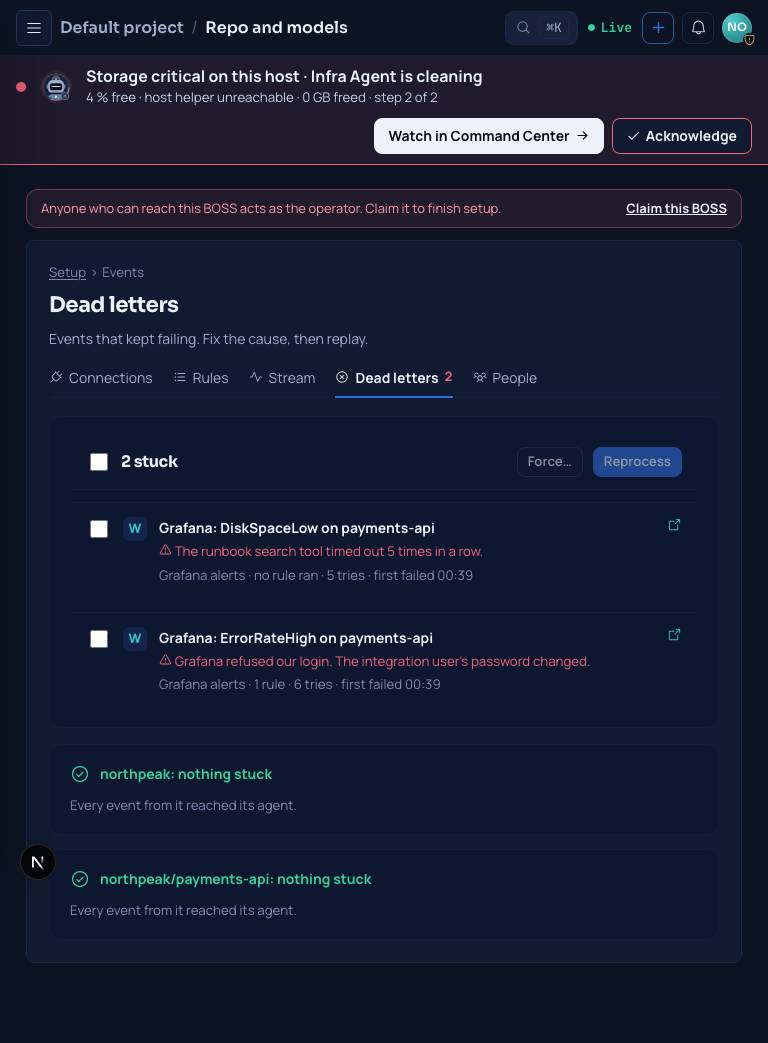 Default project / Repo and models
⌘K
Live
NO
Storage critical on this host · Infra Agent is cleaning
4 % free · host helper unreachable · 0 GB freed · step 2 of 2
Watch in Command Center →
Acknowledge
Anyone who can reach this BOSS acts as the operator. Claim it to finish setup.
Claim this BOSS
Setup > Events
Dead letters
Events that kept failing. Fix the cause, then replay.
Connections Rules Stream Dead letters 2 People
2 stuck
Force…
Reprocess
W
Grafana: DiskSpaceLow on payments-api
The runbook search tool timed out 5 times in a row.
Grafana alerts · no rule ran · 5 tries · first failed 00:39
W
Grafana: ErrorRateHigh on payments-api
Grafana refused our login. The integration user's password changed.
Grafana alerts · 1 rule · 6 tries · first failed 00:39
northpeak: nothing stuck
Every event from it reached its agent.
N
northpeak/payments-api: nothing stuck
Every event from it reached its agent.